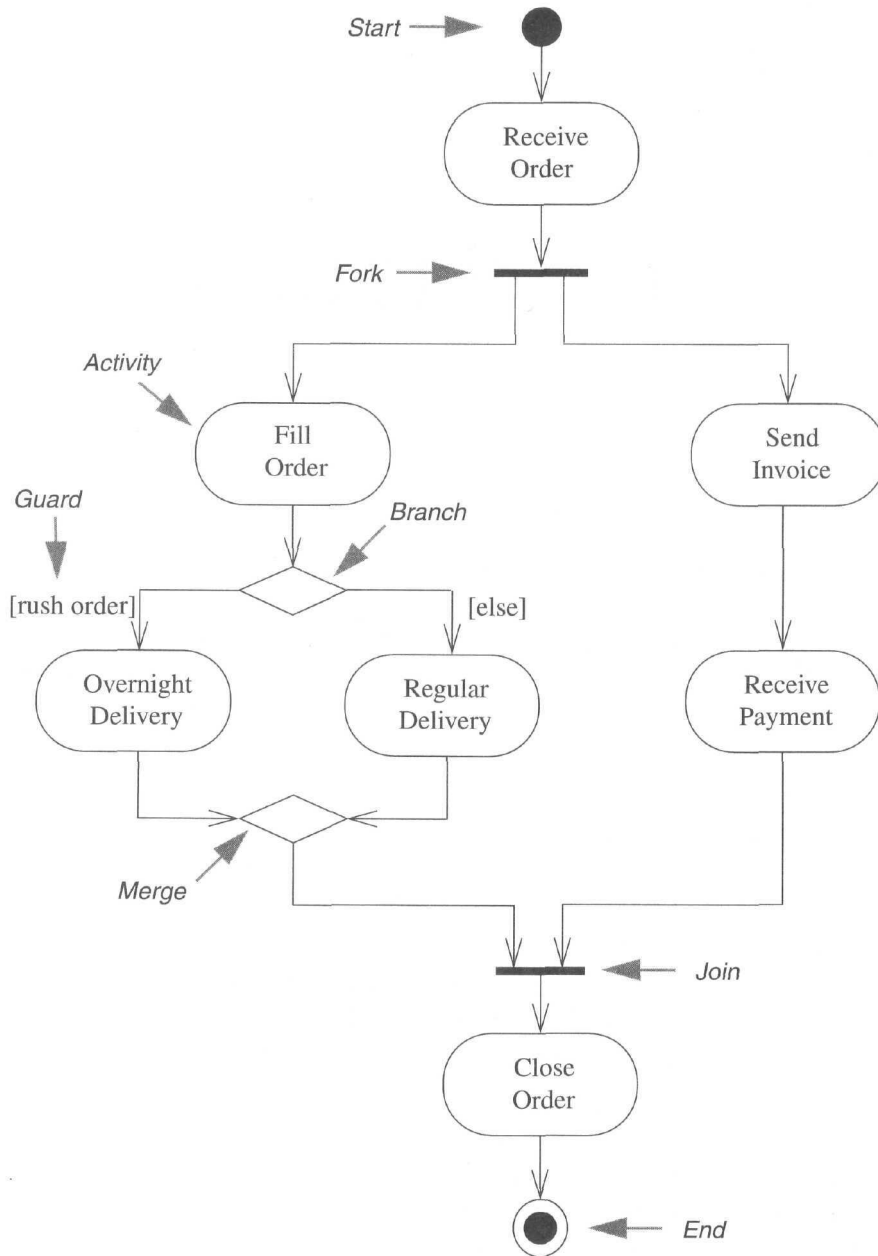 Start
Receive
Order
Fork
Activity
Fill
Order
Send
Invoice
Guard
Branch
[rush order]
[else]
Overnight
Delivery
Regular
Delivery
Receive
Payment
Merge
Join
Close
Order
End